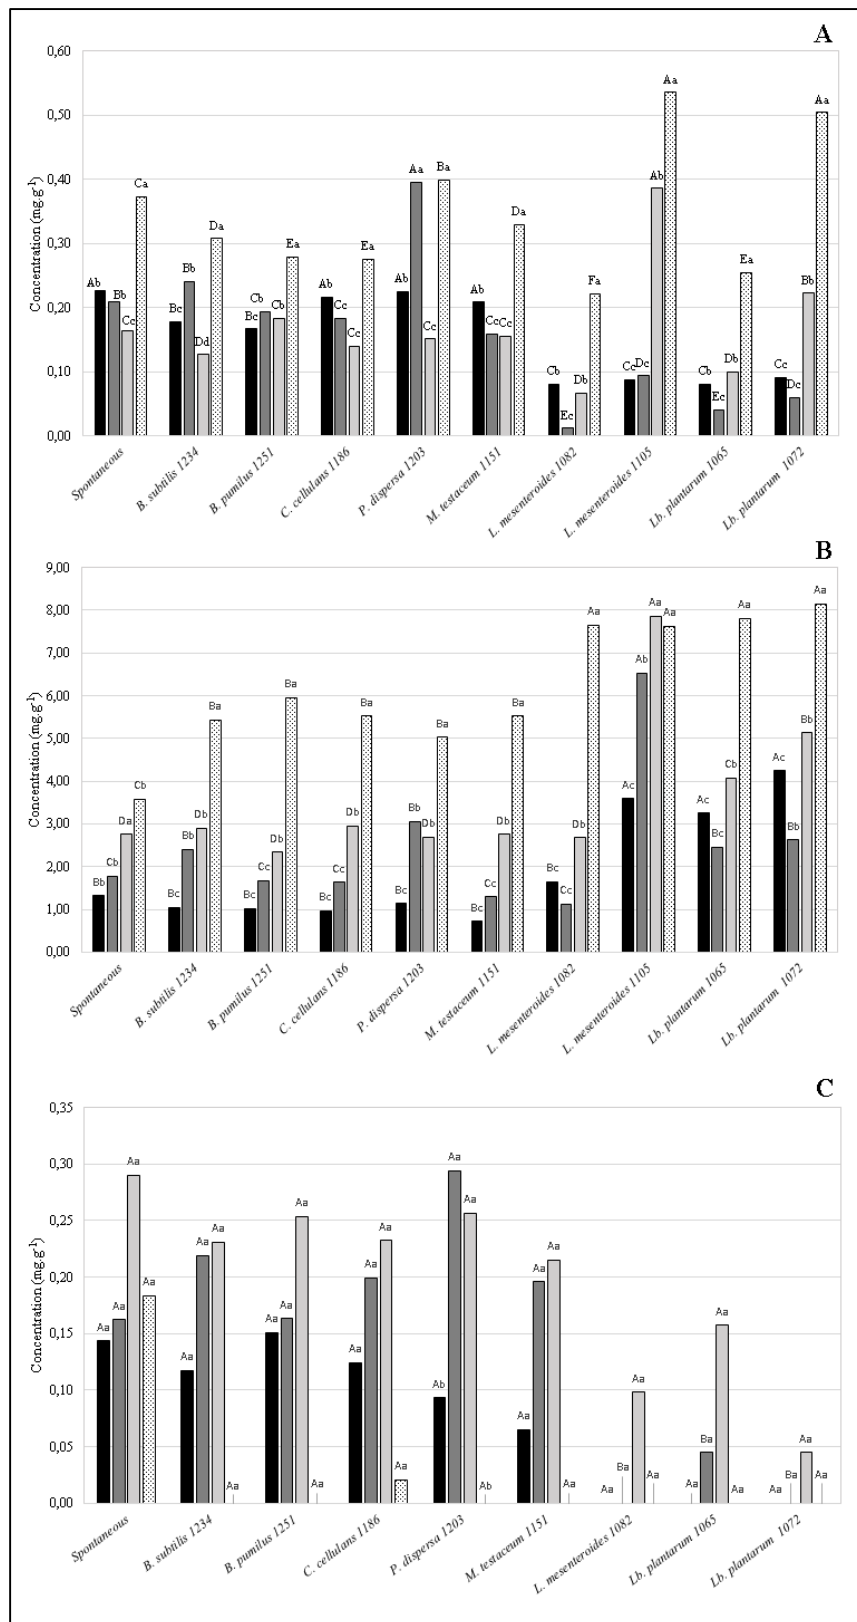 A
0,60
0,50
0,40
0,30
0,20
0,10
0,00
Concentration (mg.g-1)
Ab Bb Cc Ca
Bc Bb Dd Da
Bc Cb Cb Ea
Ab Cc Cc Ea
Ab Aa Cc Ba
Ab Cc Cc Da
Cb Ec Db Fa
Cc Dc Ab Aa
Cb Ec Db Ea
Cc Dc Bb Aa
Spontaneous
B. subtilis 1234
B. pumilus 1251
C. cellulans 1186
P. dispersa 1203
M. testaceum 1151
L. mesenteroides 1082
L. mesenteroides 1105
Lb. plantarum 1065
Lb. plantarum 1072
B
9,00
8,00
7,00
6,00
5,00
4,00
3,00
2,00
1,00
0,00
Concentration (mg.g-1)
Bb Cb Da Cb
Bc Bb Db Ba
Bc Cc Db Ba
Bc Cc Db Ba
Bc Bb Db Ba
Bc Cc Db Ba
Bc Cc Db Aa
Ac Ab Aa Aa
Ac Bc Cb Aa
Ac Bb Bb Aa
Spontaneous
B. subtilis 1234
B. pumilus 1251
C. cellulans 1186
P. dispersa 1203
M. testaceum 1151
L. mesenteroides 1082
L. mesenteroides 1105
Lb. plantarum 1065
Lb. plantarum 1072
C
0,35
0,30
0,25
0,20
0,15
0,10
0,05
0,00
Concentration (mg.g-1)
Aa Aa Aa Aa
Aa Aa Aa Aa
Aa Aa Aa Aa
Aa Aa Aa Aa
Ab Aa Aa Ab
Aa Aa Aa Aa
Aa Ba Aa Aa
Aa Ba Aa Aa
Aa Ba Aa Aa
Spontaneous
B. subtilis 1234
B. pumilus 1251
C. cellulans 1186
P. dispersa 1203
M. testaceum 1151
L. mesenteroides 1082
Lb. plantarum 1065
Lb. plantarum 1072